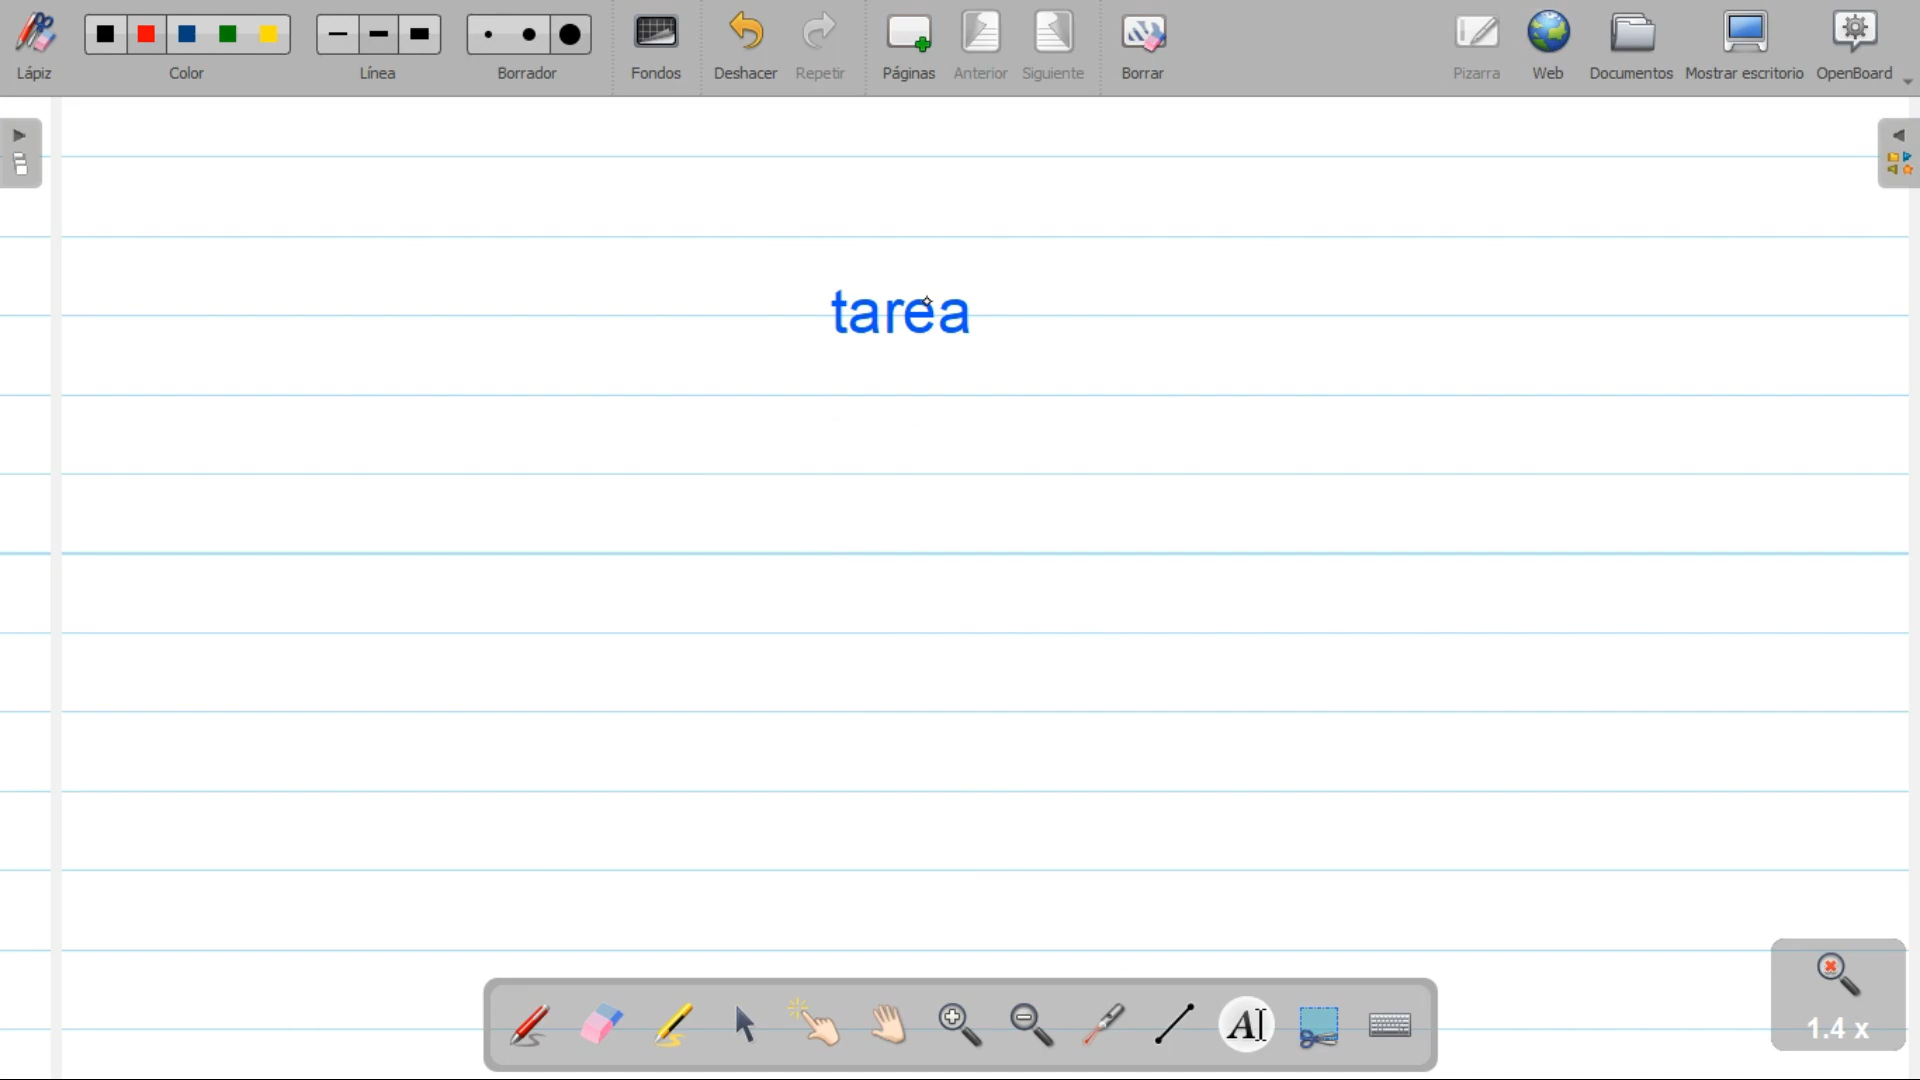 Lápiz Color Línea Borrador Fondos Deshacer Repetir Páginas Anterior Siguiente Borrar Pizarra Web Documentos Mostrar escritorio OpenBoard
tarea
1.4 x